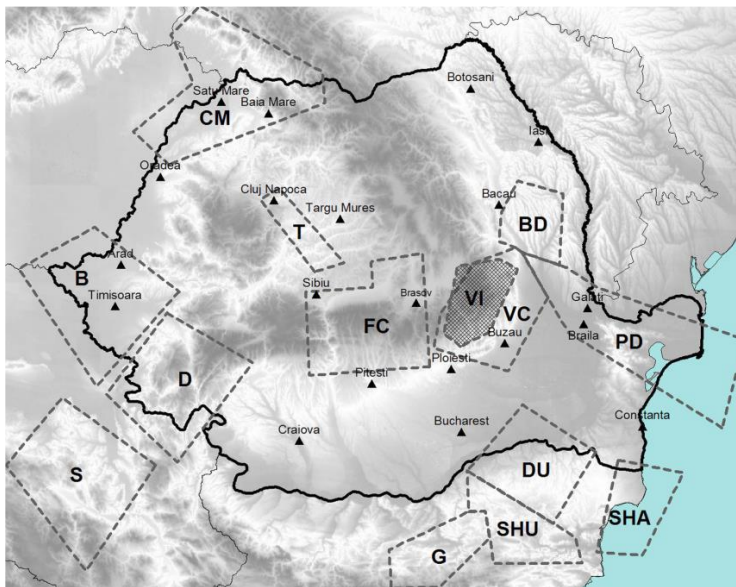 Botosani
Satu Mare
Baia Mare
CM
Iasi
Oradea
Cluj Napoca
Bacau
Targu Mures
T
BD
Arad
B
Sibiu
Brasov
VI
Timisoara
VC
Galati
FC
Braila
Buzau
PD
Ploiesti
D
Pitesti
Constanta
Craiova
Bucharest
S
DU
SHU
SHA
G